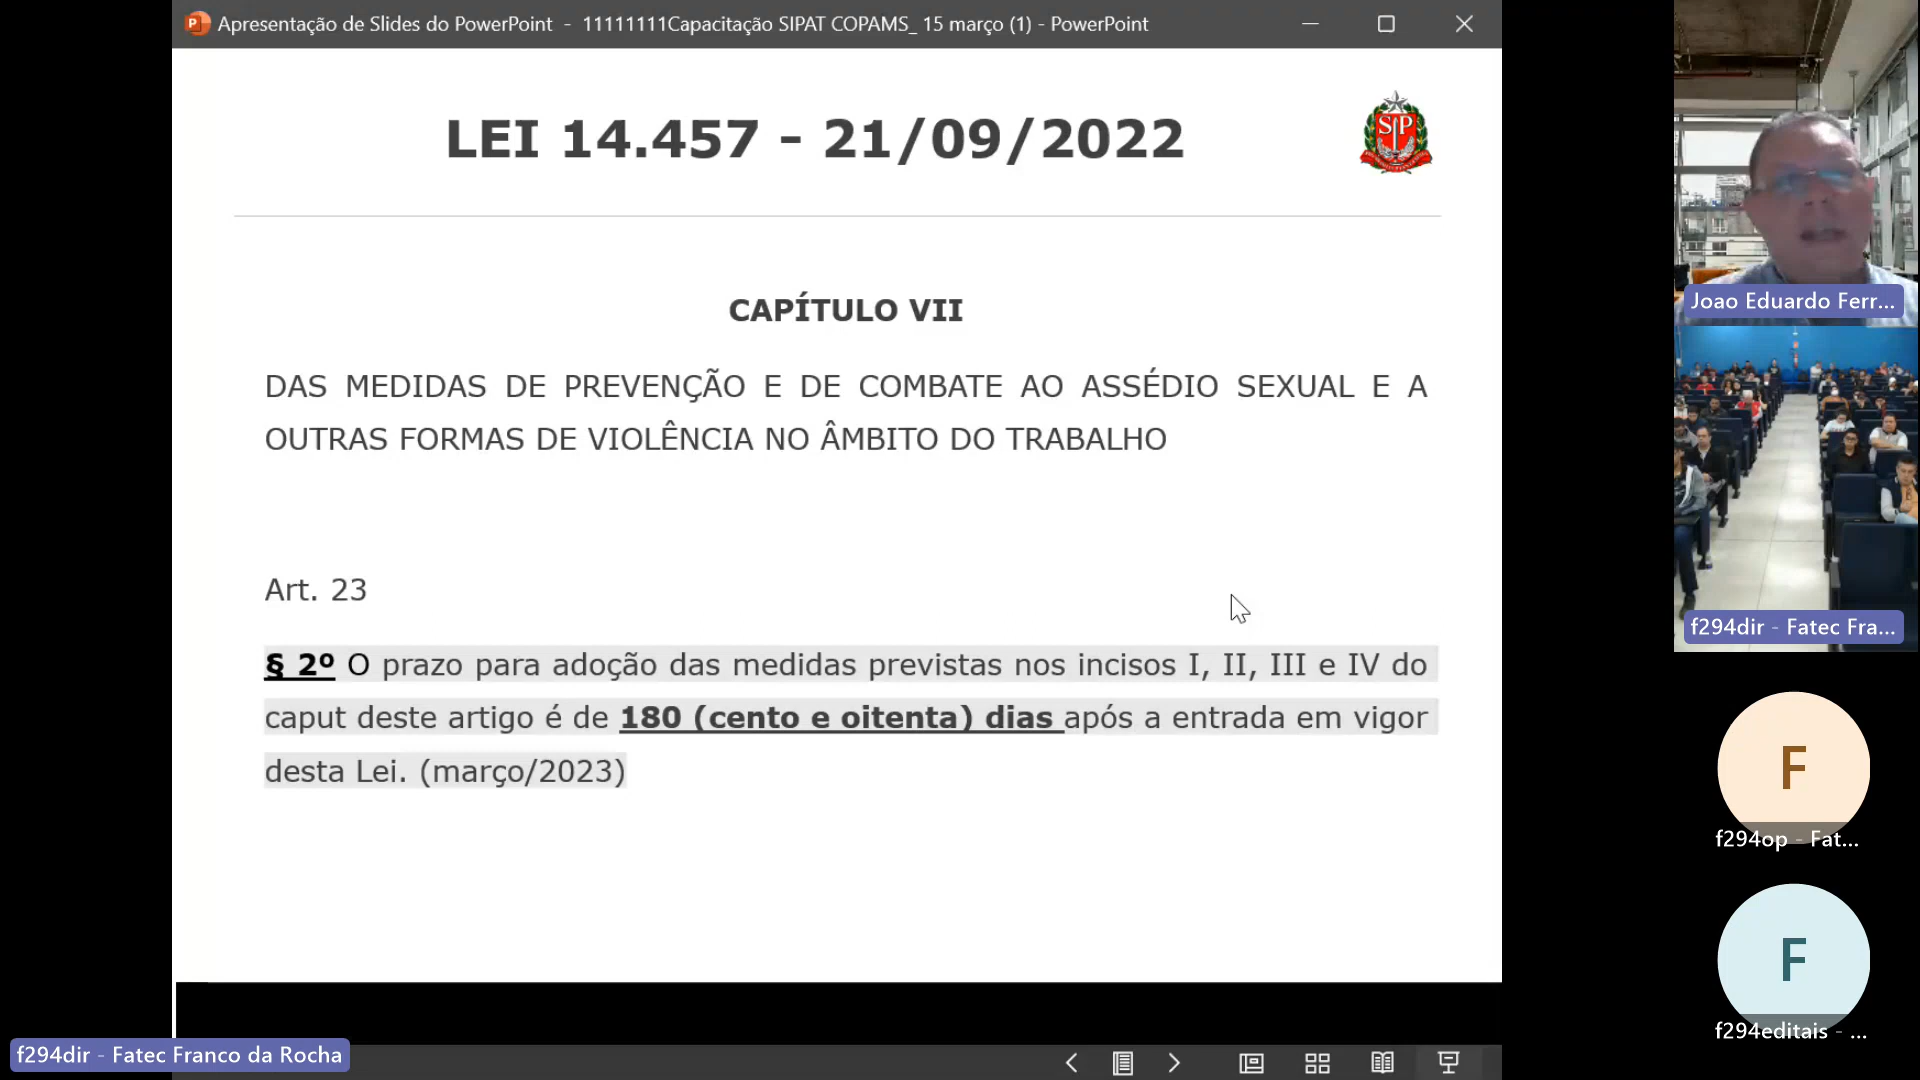 Apresentação de Slides do PowerPoint - 11111111Capacitação SIPAT COPAMS_ 15 março (1) - PowerPoint
LEI 14.457 - 21/09/2022
SP
CAPÍTULO VII
DAS MEDIDAS DE PREVENÇÃO E DE COMBATE AO ASSÉDIO SEXUAL E A
OUTRAS FORMAS DE VIOLÊNCIA NO ÂMBITO DO TRABALHO
Art. 23
§ 2º O prazo para adoção das medidas previstas nos incisos I, II, III e IV do
caput deste artigo é de 180 (cento e oitenta) dias após a entrada em vigor
desta Lei. (março/2023)
Joao Eduardo Ferr...
f294dir - Fatec Fra...
F
f294op - Fat...
F
f294editais - ...
f294dir - Fatec Franco da Rocha